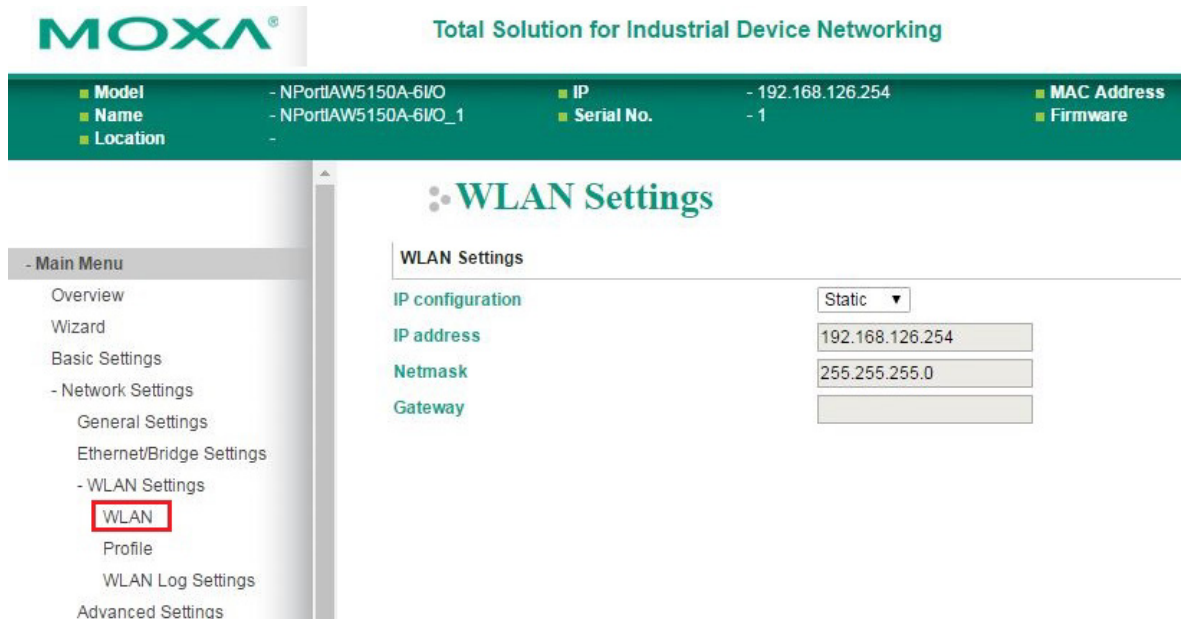 MOXA®
Total Solution for Industrial Device Networking
Model - NPortIAW5150A-6I/O IP - 192.168.126.254 MAC Address
Name - NPortIAW5150A-6I/O_1 Serial No. - 1 Firmware
Location -
WLAN Settings
- Main Menu
Overview
Wizard
Basic Settings
- Network Settings
General Settings
Ethernet/Bridge Settings
- WLAN Settings
WLAN
Profile
WLAN Log Settings
Advanced Settings
WLAN Settings
IP configuration Static
IP address 192.168.126.254
Netmask 255.255.255.0
Gateway